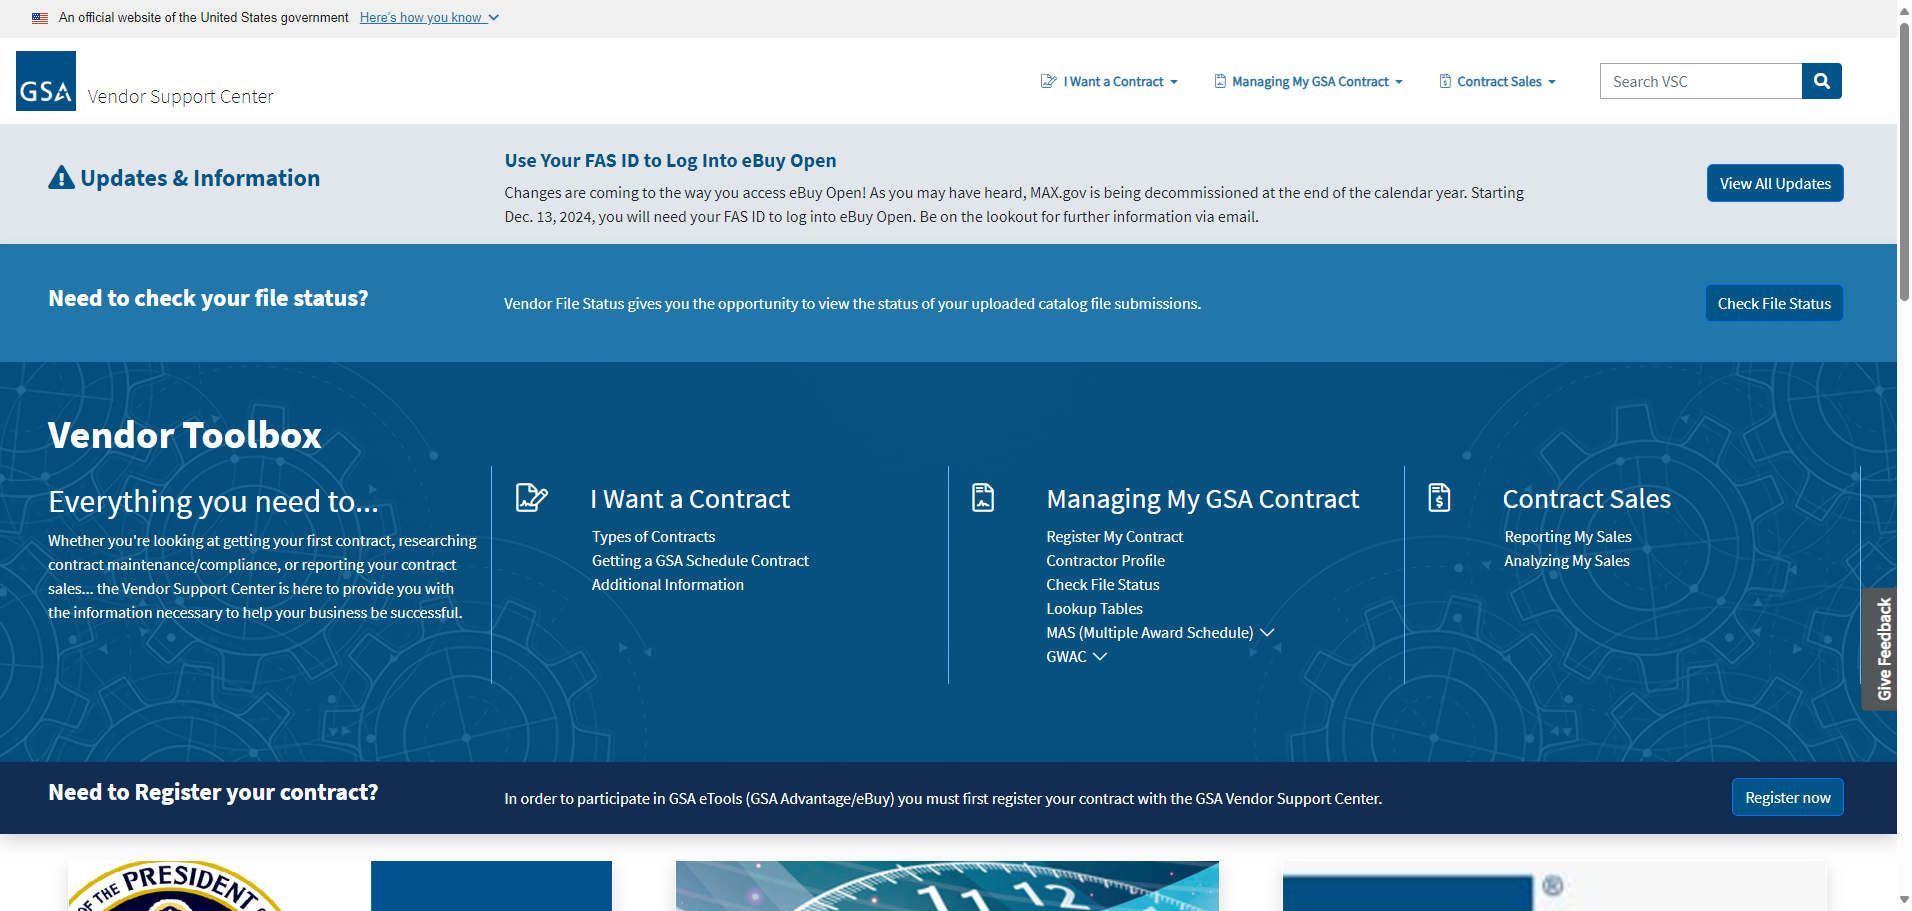 An official website of the United States government Here's how you know
GSA Vendor Support Center
I Want a Contract
Managing My GSA Contract
Contract Sales
Search VSC
Updates & Information
Use Your FAS ID to Log Into eBuy Open
Changes are coming to the way you access eBuy Open! As you may have heard, MAX.gov is being decommissioned at the end of the calendar year. Starting
Dec. 13, 2024, you will need your FAS ID to log into eBuy Open. Be on the lookout for further information via email.
View All Updates
Need to check your file status?
Vendor File Status gives you the opportunity to view the status of your uploaded catalog file submissions.
Check File Status
Vendor Toolbox
Everything you need to...
Whether you're looking at getting your first contract, researching
contract maintenance/compliance, or reporting your contract
sales... the Vendor Support Center is here to provide you with
the information necessary to help your business be successful.
I Want a Contract
Types of Contracts
Getting a GSA Schedule Contract
Additional Information
Managing My GSA Contract
Register My Contract
Contractor Profile
Check File Status
Lookup Tables
MAS (Multiple Award Schedule)
GWAC
Contract Sales
Reporting My Sales
Analyzing My Sales
Give Feedback
Need to Register your contract?
In order to participate in GSA eTools (GSA Advantage/eBuy) you must first register your contract with the GSA Vendor Support Center.
Register now
OF THE PRESIDENT
11 12
®